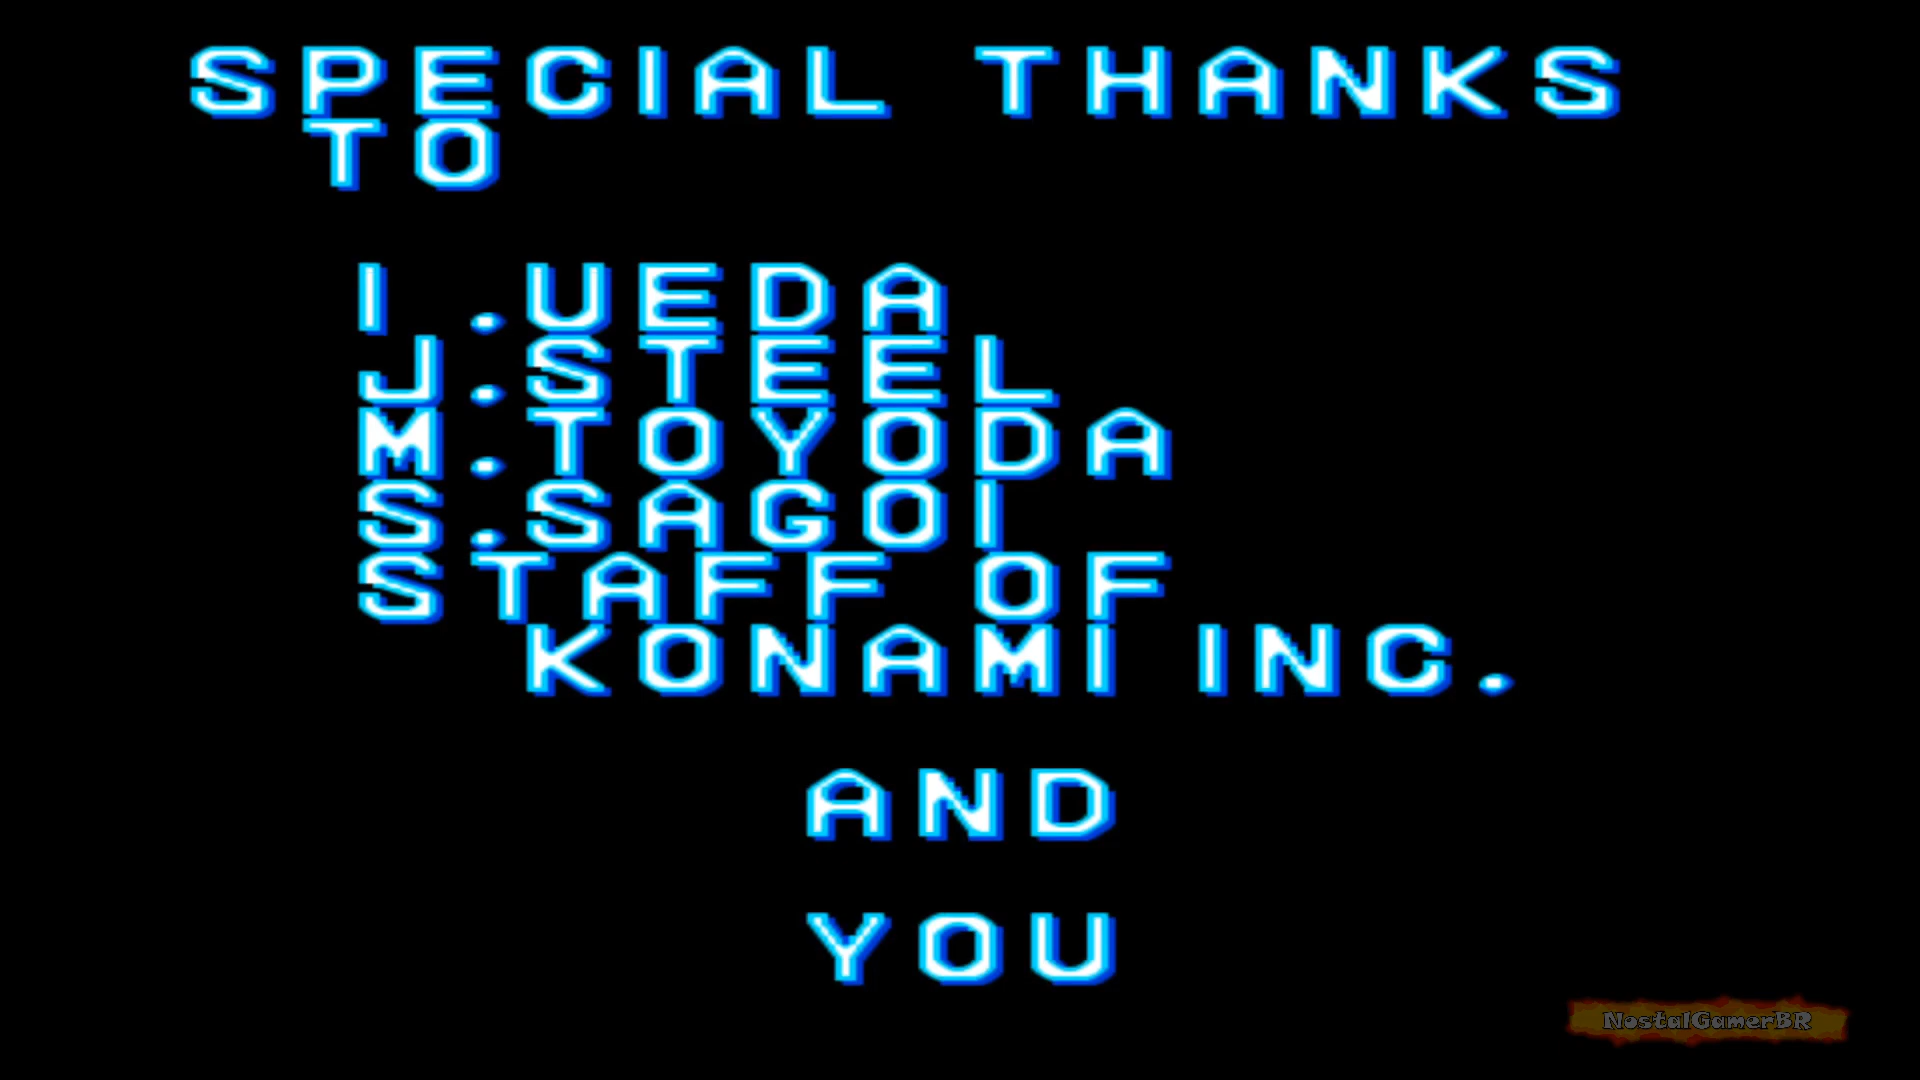 SPECIAL THANKS
TO
I.UEDA
J.STEEL
M.TOYODA
S.SAGOI
STAFF OF
KONAMI INC.
AND
YOU
NostalGamerBR